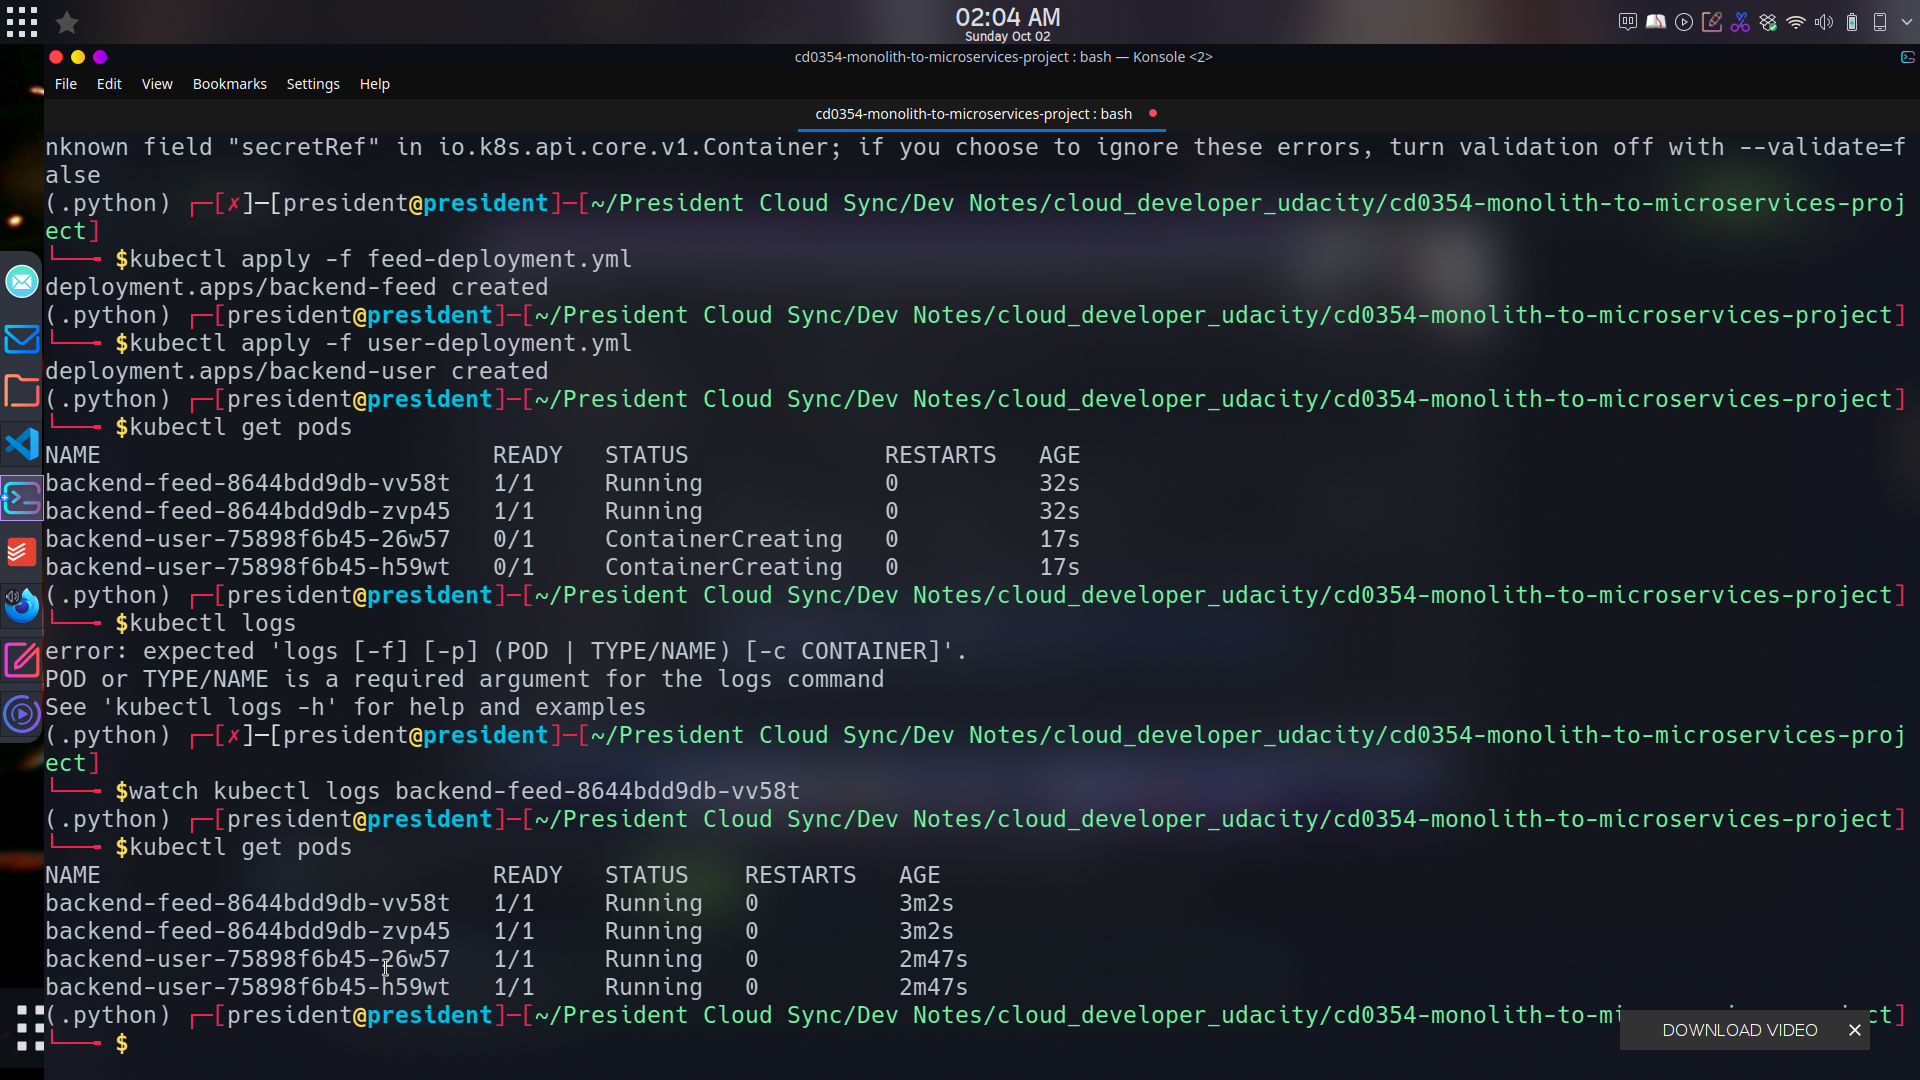 02:04 AM
Sunday Oct 02
cd0354-monolith-to-microservices-project : bash — Konsole <2>
File Edit View Bookmarks Settings Help
cd0354-monolith-to-microservices-project : bash
nknown field "secretRef" in io.k8s.api.core.v1.Container; if you choose to ignore these errors, turn validation off with --validate=f
alse
(.python) ┌─[✗]─[president@president]─[~/President Cloud Sync/Dev Notes/cloud_developer_udacity/cd0354-monolith-to-microservices-proj
ect]
└──╼ $kubectl apply -f feed-deployment.yml
deployment.apps/backend-feed created
(.python) ┌─[president@president]─[~/President Cloud Sync/Dev Notes/cloud_developer_udacity/cd0354-monolith-to-microservices-project]
└──╼ $kubectl apply -f user-deployment.yml
deployment.apps/backend-user created
(.python) ┌─[president@president]─[~/President Cloud Sync/Dev Notes/cloud_developer_udacity/cd0354-monolith-to-microservices-project]
└──╼ $kubectl get pods
NAME READY STATUS RESTARTS AGE
backend-feed-8644bdd9db-vv58t 1/1 Running 0 32s
backend-feed-8644bdd9db-zvp45 1/1 Running 0 32s
backend-user-75898f6b45-26w57 0/1 ContainerCreating 0 17s
backend-user-75898f6b45-h59wt 0/1 ContainerCreating 0 17s
(.python) ┌─[president@president]─[~/President Cloud Sync/Dev Notes/cloud_developer_udacity/cd0354-monolith-to-microservices-project]
└──╼ $kubectl logs
error: expected 'logs [-f] [-p] (POD | TYPE/NAME) [-c CONTAINER]'.
POD or TYPE/NAME is a required argument for the logs command
See 'kubectl logs -h' for help and examples
(.python) ┌─[✗]─[president@president]─[~/President Cloud Sync/Dev Notes/cloud_developer_udacity/cd0354-monolith-to-microservices-proj
ect]
└──╼ $watch kubectl logs backend-feed-8644bdd9db-vv58t
(.python) ┌─[president@president]─[~/President Cloud Sync/Dev Notes/cloud_developer_udacity/cd0354-monolith-to-microservices-project]
└──╼ $kubectl get pods
NAME READY STATUS RESTARTS AGE
backend-feed-8644bdd9db-vv58t 1/1 Running 0 3m2s
backend-feed-8644bdd9db-zvp45 1/1 Running 0 3m2s
backend-user-75898f6b45-26w57 1/1 Running 0 2m47s
backend-user-75898f6b45-h59wt 1/1 Running 0 2m47s
(.python) ┌─[president@president]─[~/President Cloud Sync/Dev Notes/cloud_developer_udacity/cd0354-monolith-to-mi ct]
DOWNLOAD VIDEO ✕
└──╼ $